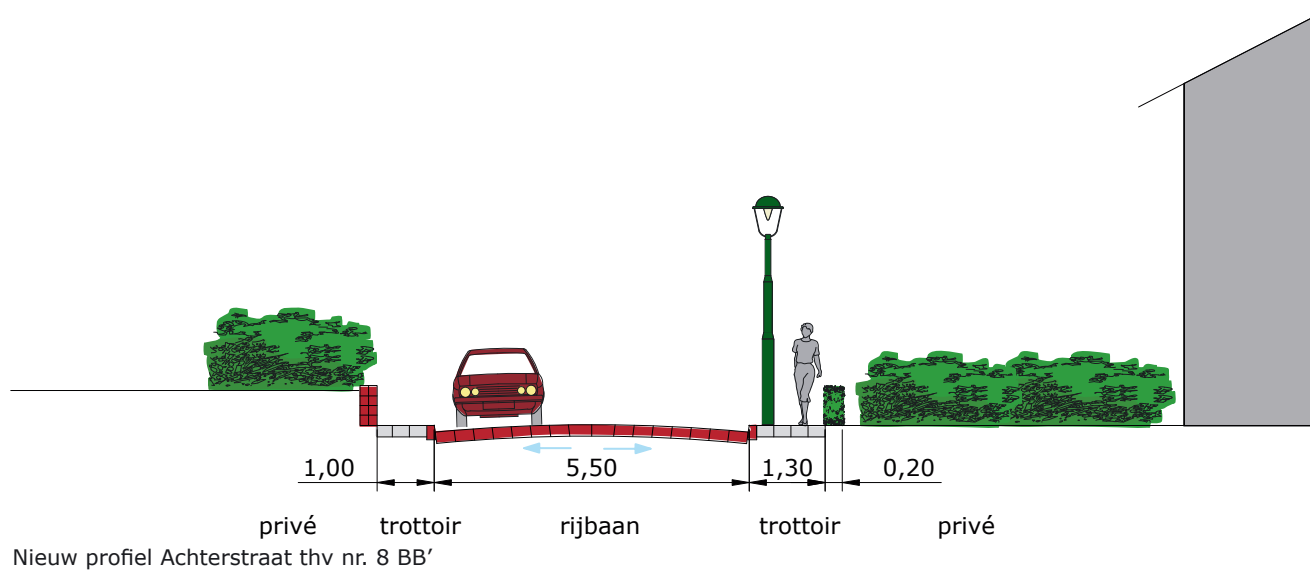 1,00 5,50 1,30 0,20
privé trottoir rijbaan trottoir privé
Nieuw profiel Achterstraat thv nr. 8 BB’